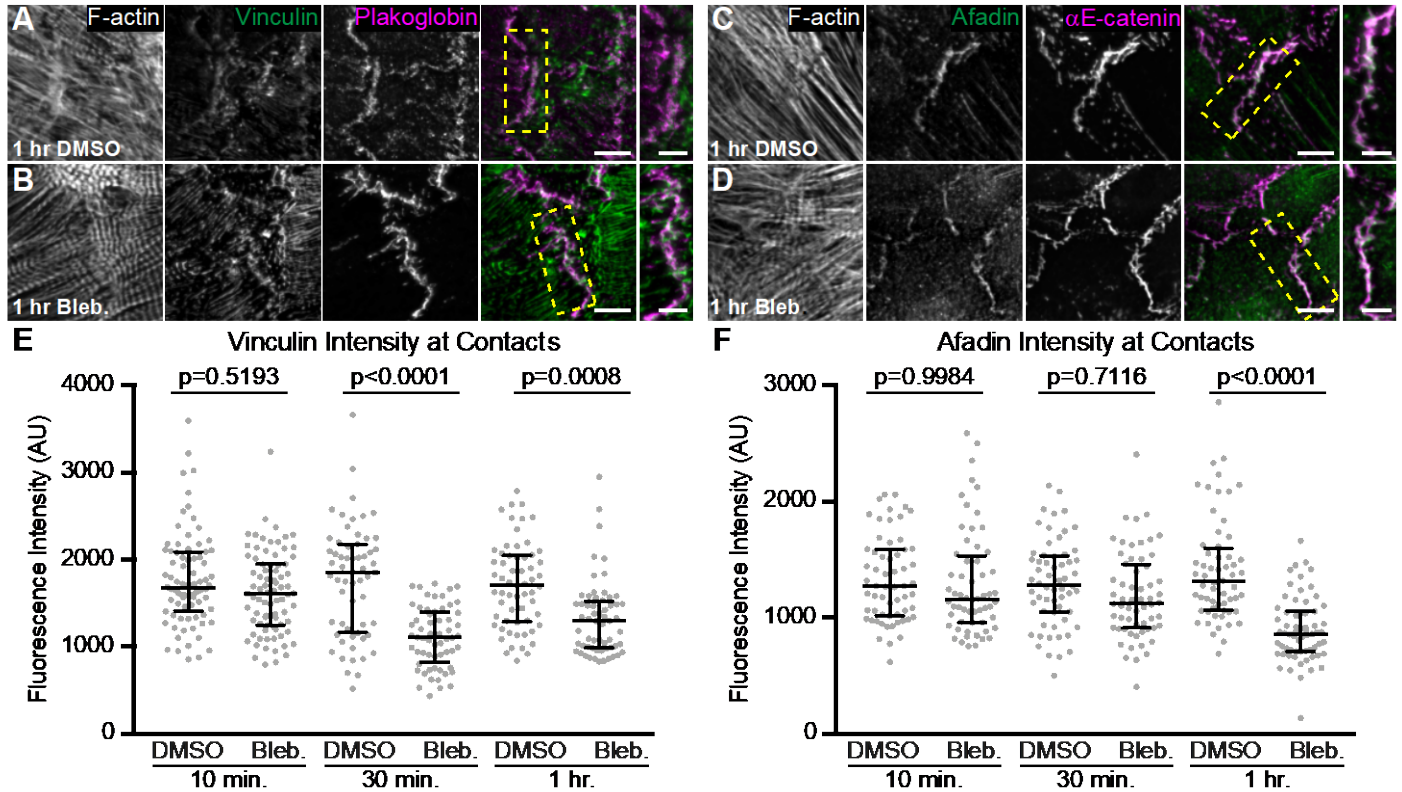 A F-actin Vinculin Plakoglobin
1 hr DMSO
B
1 hr Bleb.
C F-actin Afadin αE-catenin
1 hr DMSO
D
1 hr Bleb
E Vinculin Intensity at Contacts
p=0.5193 p<0.0001 p=0.0008
Fluorescence Intensity (AU)
4000
3000
2000
1000
0
DMSO Bleb. DMSO Bleb. DMSO Bleb.
10 min. 30 min. 1 hr.
F Afadin Intensity at Contacts
p=0.9984 p=0.7116 p<0.0001
Fluorescence Intensity (AU)
3000
2000
1000
0
DMSO Bleb. DMSO Bleb. DMSO Bleb.
10 min. 30 min. 1 hr.